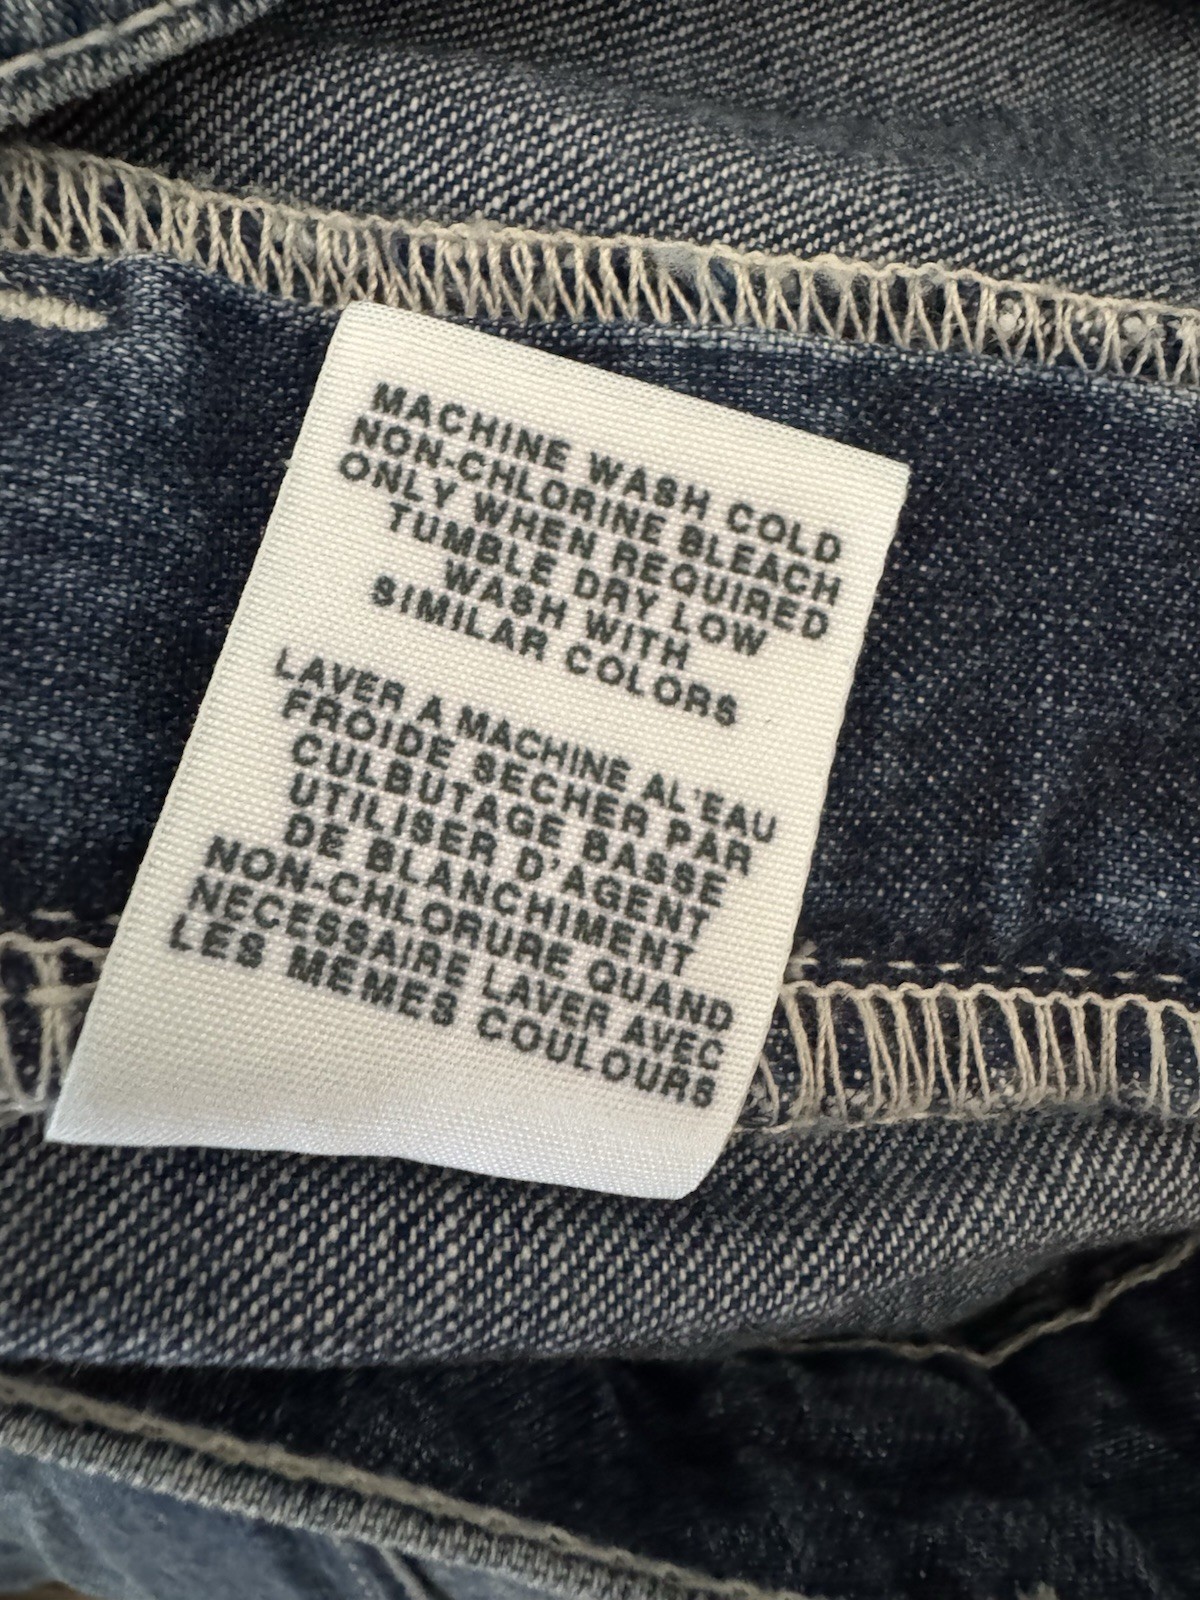 MACHINE WASH COLD
NON-CHLORINE BLEACH
ONLY WHEN REQUIRED
TUMBLE DRY LOW
WASH WITH
SIMILAR COLORS
LAVER A MACHINE AL'EAU
FROIDE SECHER PAR
CULBUTAGE BASSE
UTILISER D'AGENT
DE BLANCHIMENT
NON-CHLORURE QUAND
NECESSAIRE LAVER AVEC
LES MEMES COULOURS